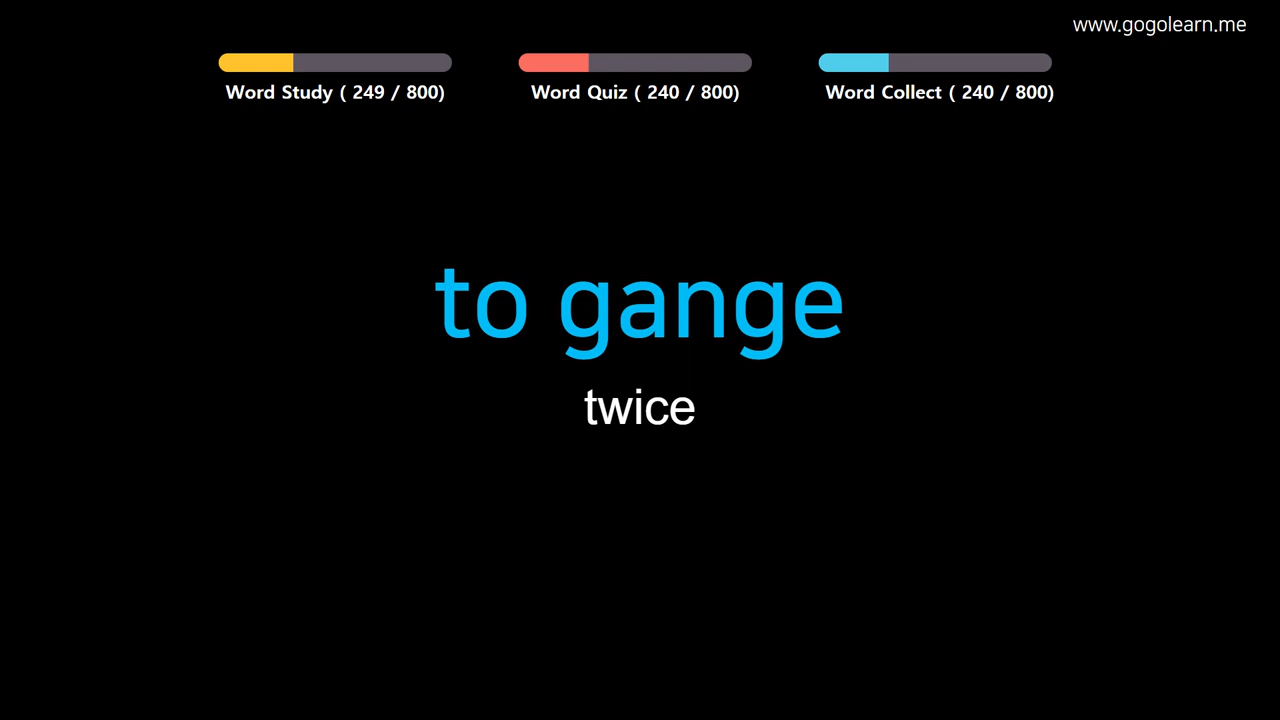 www.gogolearn.me
Word Study ( 249 / 800)
Word Quiz ( 240 / 800)
Word Collect ( 240 / 800)
to gange
twice